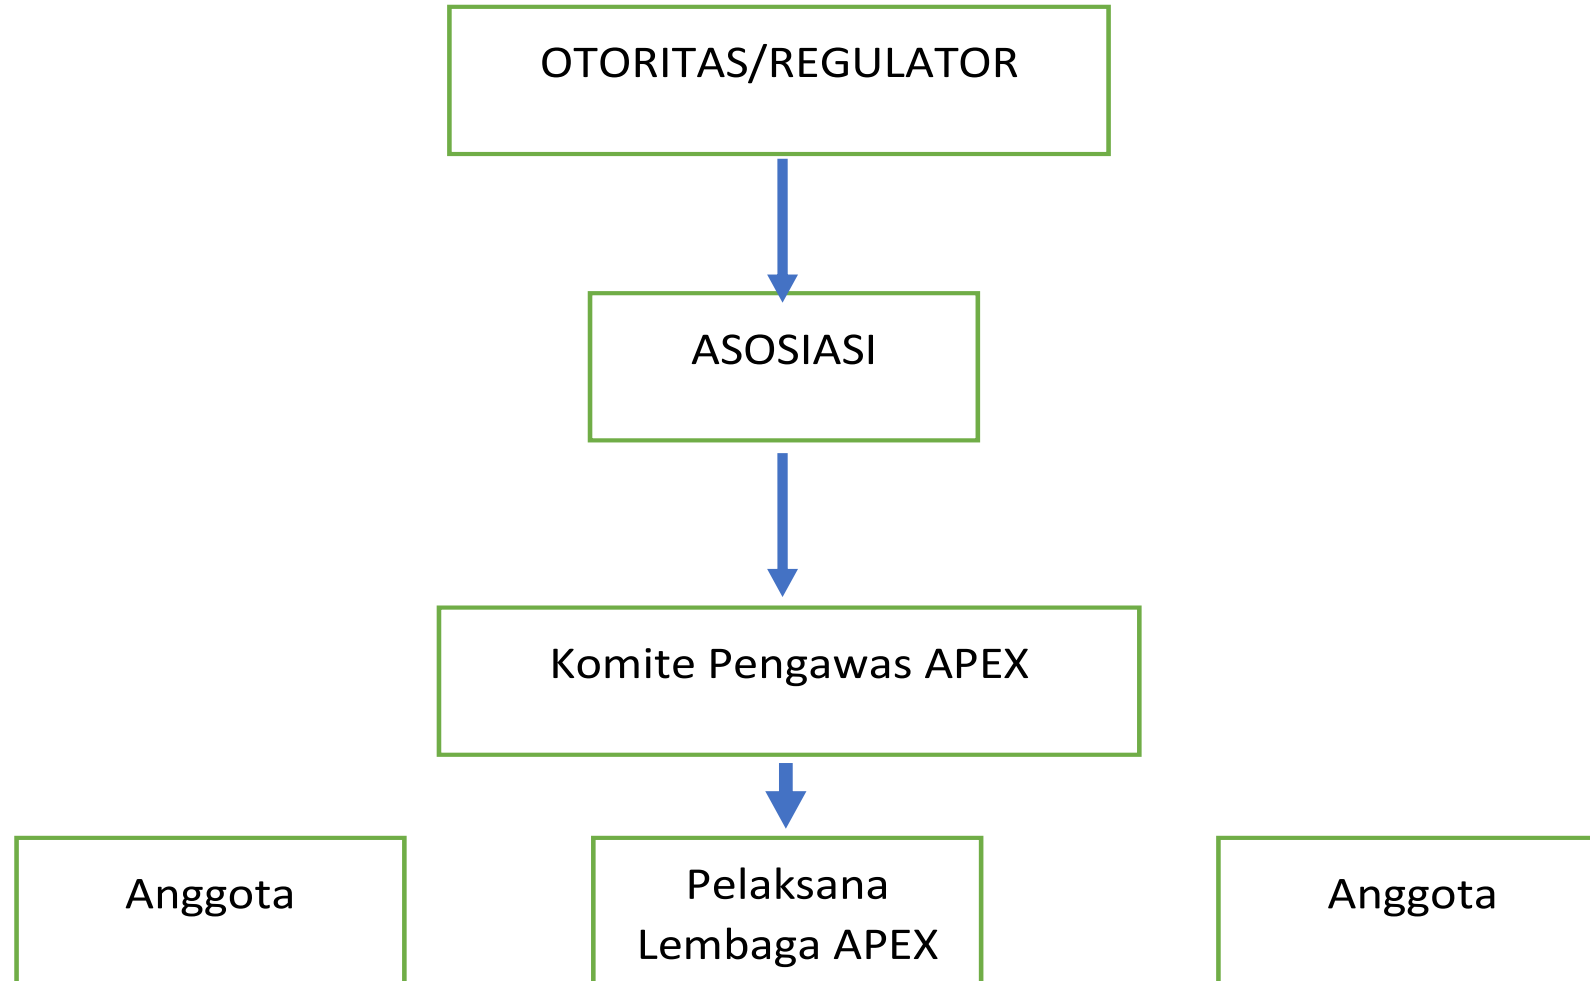 OTORITAS/REGULATOR
ASOSIASI
Komite Pengawas APEX
Anggota
Pelaksana
Lembaga APEX
Anggota